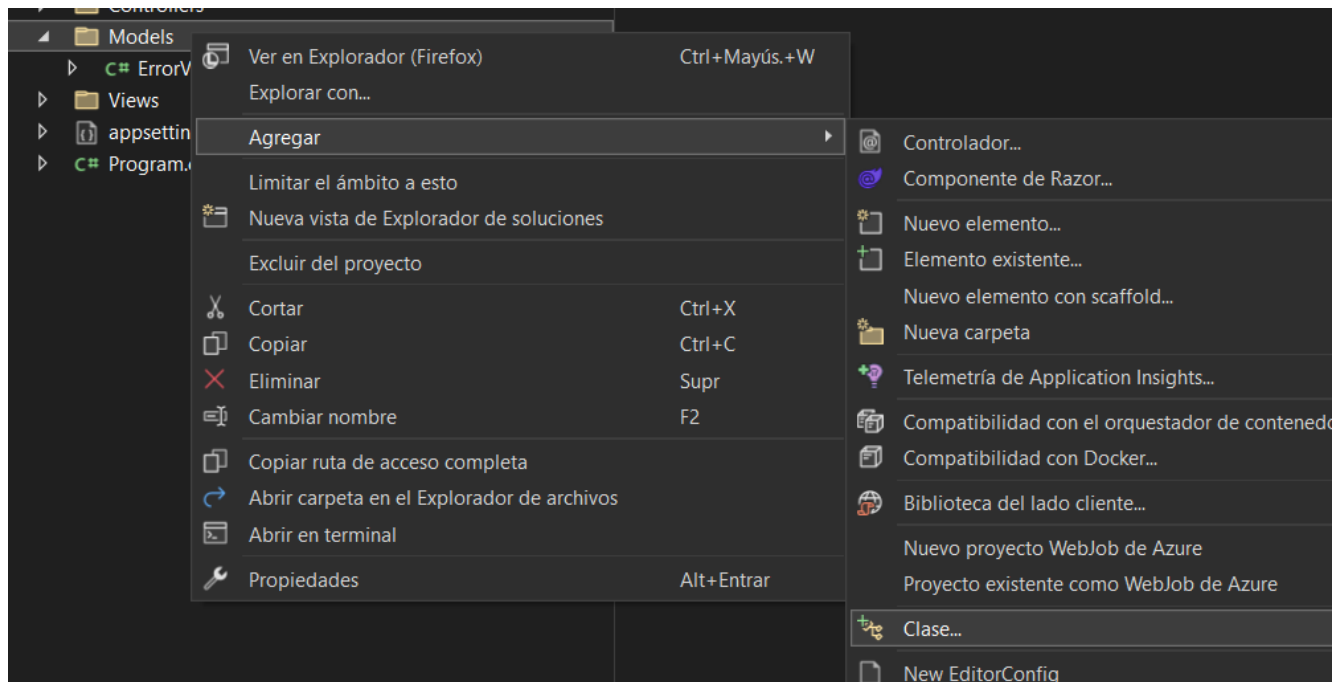 Controllers
Models
C# ErrorV
Views
appsettin
C# Program.
Ver en Explorador (Firefox) Ctrl+Mayús.+W
Explorar con...
Agregar
Limitar el ámbito a esto
Nueva vista de Explorador de soluciones
Excluir del proyecto
Cortar Ctrl+X
Copiar Ctrl+C
Eliminar Supr
Cambiar nombre F2
Copiar ruta de acceso completa
Abrir carpeta en el Explorador de archivos
Abrir en terminal
Propiedades Alt+Entrar
Controlador...
Componente de Razor...
Nuevo elemento...
Elemento existente...
Nuevo elemento con scaffold...
Nueva carpeta
Telemetría de Application Insights...
Compatibilidad con el orquestador de contenedo
Compatibilidad con Docker...
Biblioteca del lado cliente...
Nuevo proyecto WebJob de Azure
Proyecto existente como WebJob de Azure
Clase...
New EditorConfig